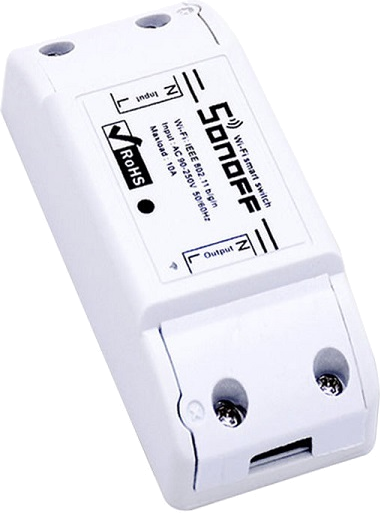 N
Input
L
SONOFF
Wi-Fi smart switch
Wi-Fi: IEEE 802.11 b/g/n
Input : AC 90-250V 50/60Hz
Maxload : 10A
RoHS
N
Output
L